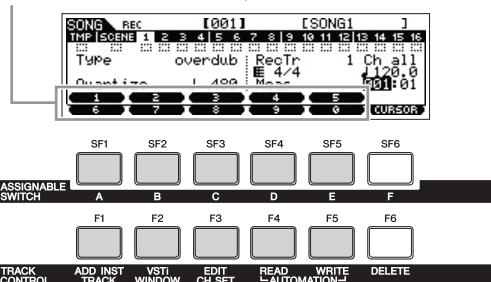 SONG REC [001] [SONG1 ]
TMP SCENE 1 2 3 4 5 6 7 8 9 10 11 12 13 14 15 16
Type overdub RecTr 1 Ch all
4/4 120.0
Quantize 480 Meas 001:01
1 2 3 4 5
6 7 8 9 0 CURSOR
SF1 SF2 SF3 SF4 SF5 SF6
ASSIGNABLE SWITCH A B C D E F
F1 F2 F3 F4 F5 F6
TRACK CONTROL ADD INST TRACK VSTi WINDOW EDIT CH SET READ WRITE DELETE
AUTOMATION